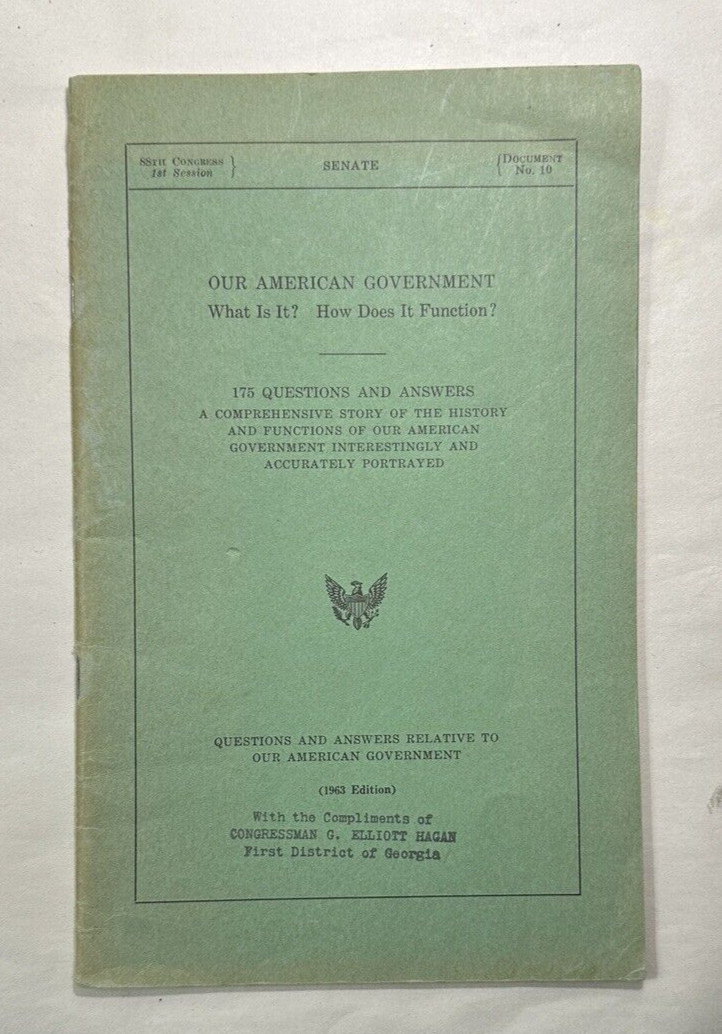 88TH CONGRESS } SENATE { DOCUMENT
1st Session No. 10
OUR AMERICAN GOVERNMENT
What Is It? How Does It Function?
175 QUESTIONS AND ANSWERS
A COMPREHENSIVE STORY OF THE HISTORY
AND FUNCTIONS OF OUR AMERICAN
GOVERNMENT INTERESTINGLY AND
ACCURATELY PORTRAYED
QUESTIONS AND ANSWERS RELATIVE TO
OUR AMERICAN GOVERNMENT
(1963 Edition)
With the Compliments of
CONGRESSMAN G. ELLIOTT HAGAN
First District of Georgia